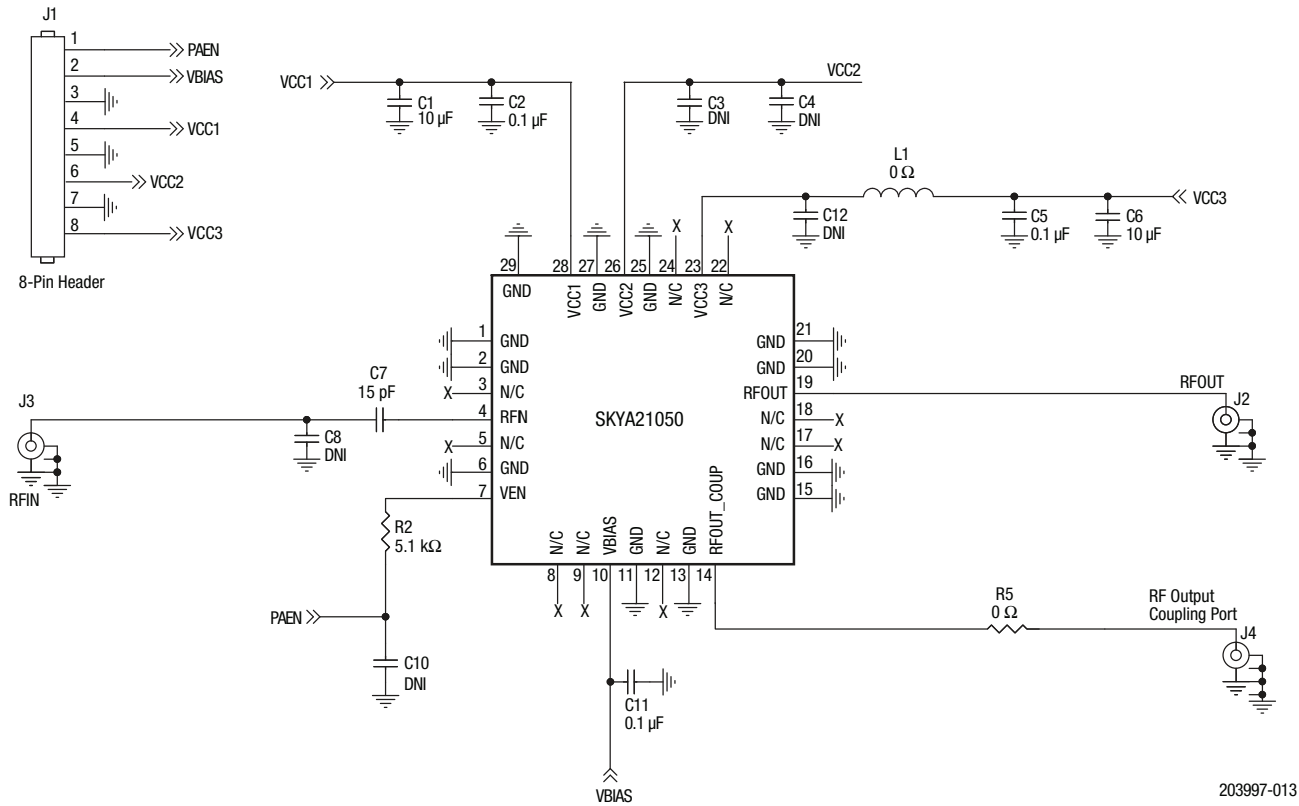 J1
1
PAEN
2
VBIAS
3
4
VCC1
5
6
VCC2
7
8
VCC3
8-Pin Header
VCC1
C1
10 µF
C2
0.1 µF
VCC2
C3
DNI
C4
DNI
L1
0 Ω
C12
DNI
C5
0.1 µF
C6
10 µF
VCC3
X
X
29
28
27
26
25
24
23
22
GND
VCC1
GND
VCC2
GND
N/C
VCC3
N/C
1
GND
2
GND
X
3
N/C
4
RFIN
X
5
N/C
6
GND
7
VEN
SKYA21050
21
GND
20
GND
19
RFOUT
18
N/C
X
17
N/C
X
16
GND
15
GND
N/C
N/C
VBIAS
GND
N/C
GND
RFOUT_COUP
8
9
10
11
12
13
14
X
X
X
J3
C7
15 pF
C8
DNI
RFIN
R2
5.1 kΩ
PAEN
C10
DNI
C11
0.1 µF
VBIAS
RFOUT
J2
R5
0 Ω
RF Output
Coupling Port
J4
203997-013